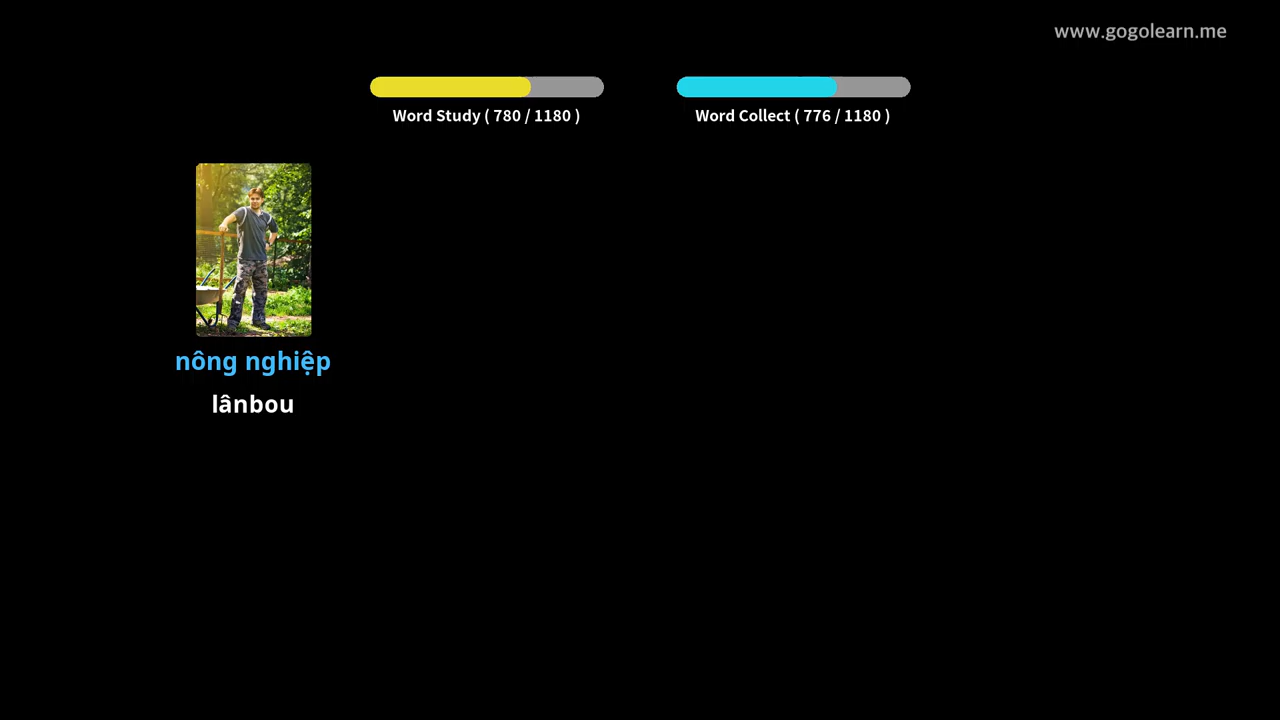 www.gogolearn.me
Word Study ( 780 / 1180 )
Word Collect ( 776 / 1180 )
nông nghiệp
lânbou